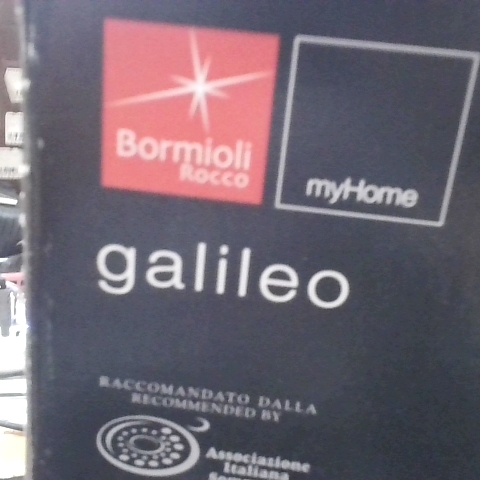 Bormioli
Rocco
myHome
galileo
RACCOMANDATO DALLA
RECOMMENDED BY
Associazione
Italiana